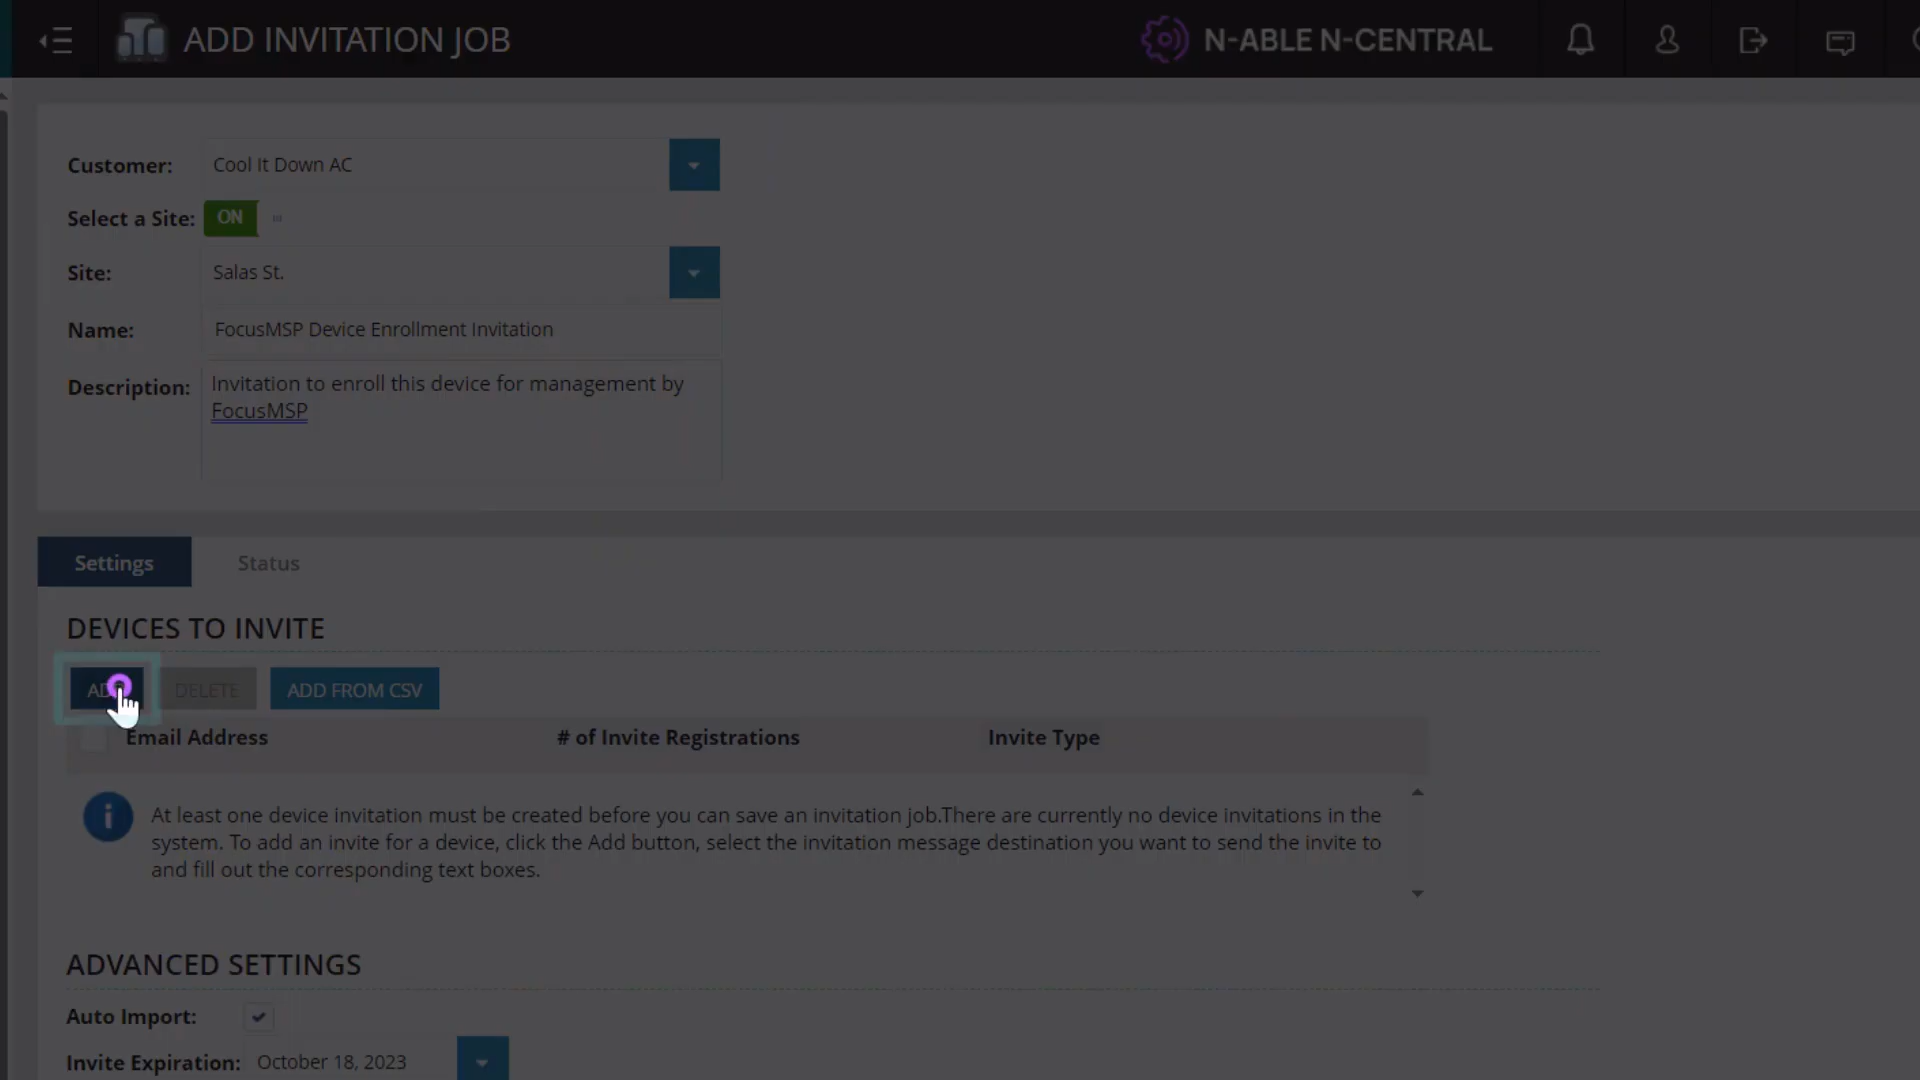 ADD INVITATION JOB
N-ABLE N-CENTRAL
Customer: Cool It Down AC
Select a Site: ON
Site: Salas St.
Name: FocusMSP Device Enrollment Invitation
Description: Invitation to enroll this device for management by
FocusMSP
Settings Status
DEVICES TO INVITE
DELETE ADD FROM CSV
Email Address # of Invite Registrations Invite Type
At least one device invitation must be created before you can save an invitation job.There are currently no device invitations in the
system. To add an invite for a device, click the Add button, select the invitation message destination you want to send the invite to
and fill out the corresponding text boxes.
ADVANCED SETTINGS
Auto Import:
Invite Expiration: October 18, 2023